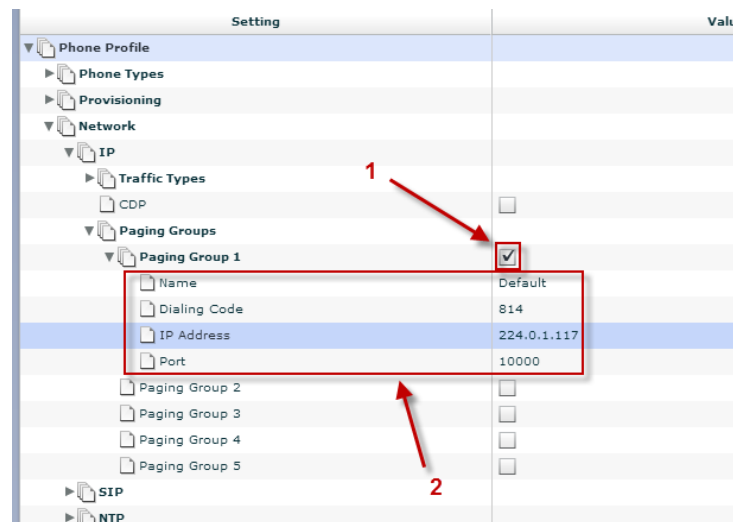 Setting Valu
Phone Profile
Phone Types
Provisioning
Network
IP
1
Traffic Types
CDP
Paging Groups
Paging Group 1
Name Default
Dialing Code 814
IP Address 224.0.1.117
Port 10000
Paging Group 2
Paging Group 3
Paging Group 4
Paging Group 5
2
SIP
NTP